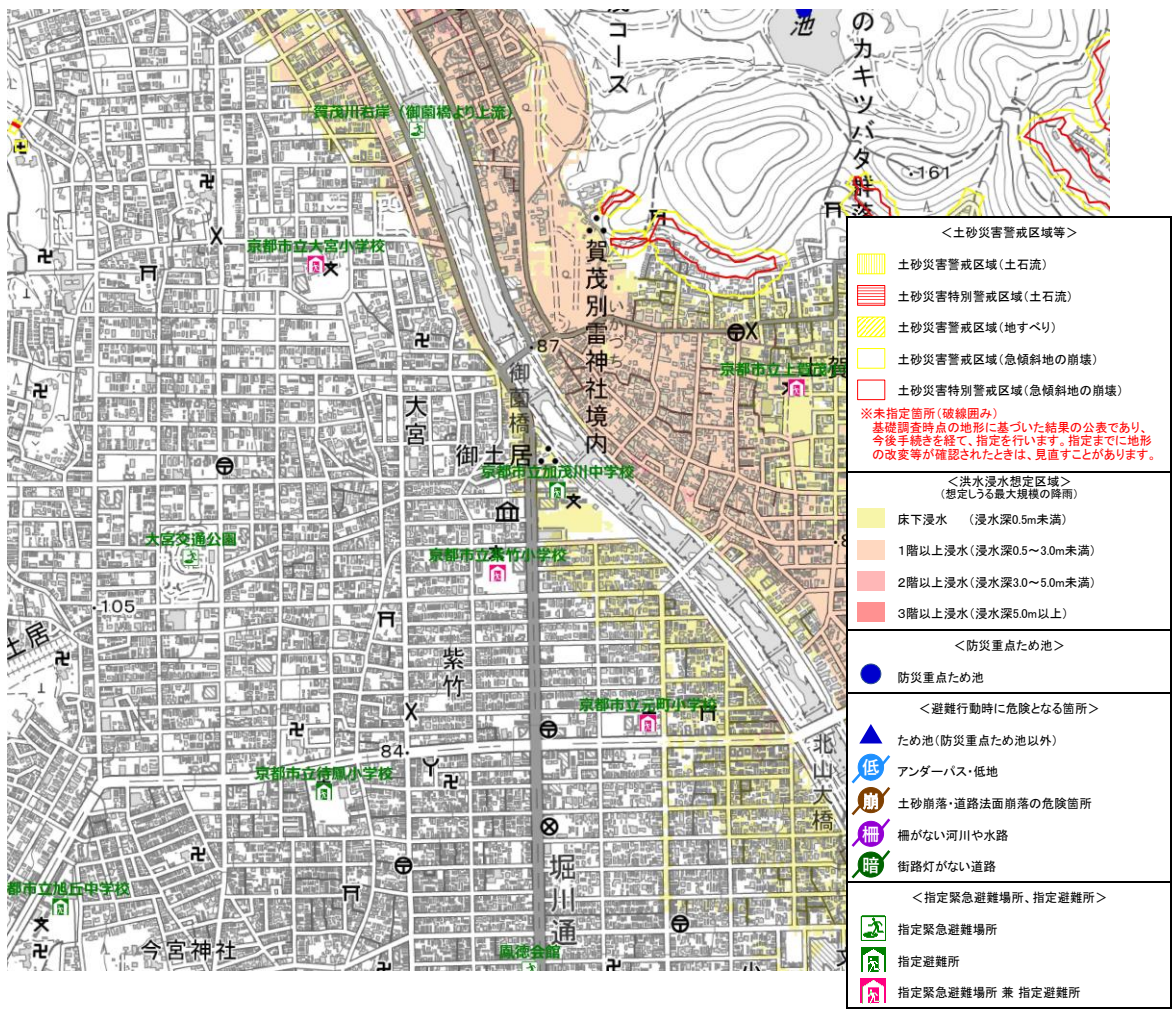 コース
池
のカキツバタ群落
賀茂川右岸（御薗橋より上流）
161
京都市立大宮小学校
賀茂別雷神社境内
いかづち
87
御薗橋
大宮
御土居
京都市立加茂川中学校
大宮交通公園
京都市立紫竹小学校
105
土居
紫竹
京都市立元町小学校
84
京都市立待鳳小学校
北山大橋
堀川通
都市立旭丘中学校
今宮神社
＜土砂災害警戒区域等＞
土砂災害警戒区域（土石流）
土砂災害特別警戒区域（土石流）
土砂災害警戒区域（地すべり）
土砂災害警戒区域（急傾斜地の崩壊）
土砂災害特別警戒区域（急傾斜地の崩壊）
※未指定箇所（破線囲み）
基礎調査時点の地形に基づいた結果の公表であり、
今後手続きを経て、指定を行います。指定までに地形
の改変等が確認されたときは、見直すことがあります。
＜洪水浸水想定区域＞
（想定しうる最大規模の降雨）
床下浸水　（浸水深0.5m未満）
1階以上浸水（浸水深0.5～3.0m未満）
2階以上浸水（浸水深3.0～5.0m未満）
3階以上浸水（浸水深5.0m以上）
＜防災重点ため池＞
防災重点ため池
＜避難行動時に危険となる箇所＞
ため池（防災重点ため池以外）
低 アンダーパス・低地
崩 土砂崩落・道路法面崩落の危険箇所
柵 柵がない河川や水路
暗 街路灯がない道路
＜指定緊急避難場所、指定避難所＞
指定緊急避難場所
指定避難所
指定緊急避難場所 兼 指定避難所